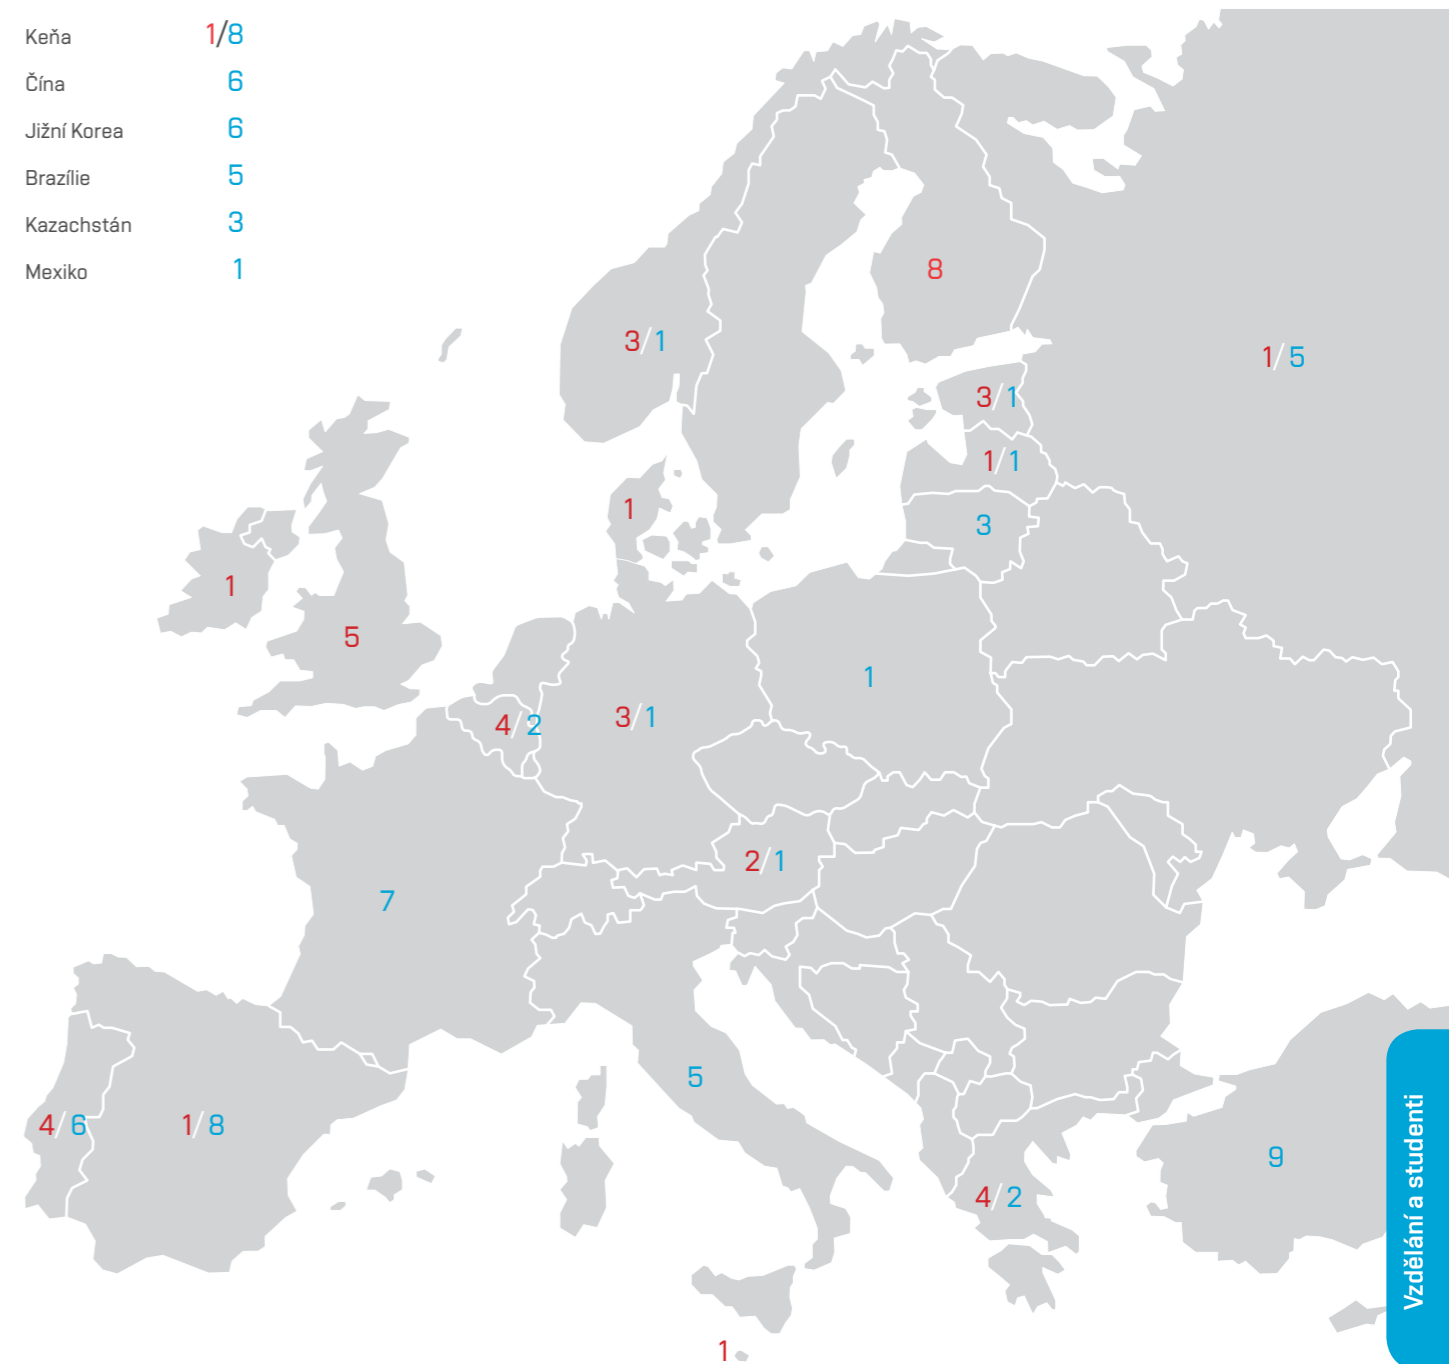 Keňa 1/8
Čína 6
Jižní Korea 6
Brazílie 5
Kazachstán 3
Mexiko 1
8
3/1
1/5
3/1
1/1
1
3
1
5
1
4/2
3/1
2/1
7
5
4/6
1/8
9
4/2
1
Vzdělání a studenti